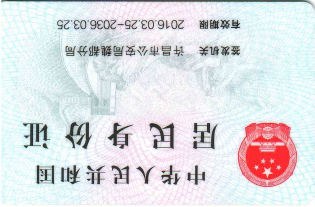 中华人民共和国
居民身份证
签发机关 许昌市公安局魏都分局
有效期限 2016.03.25-2036.03.25